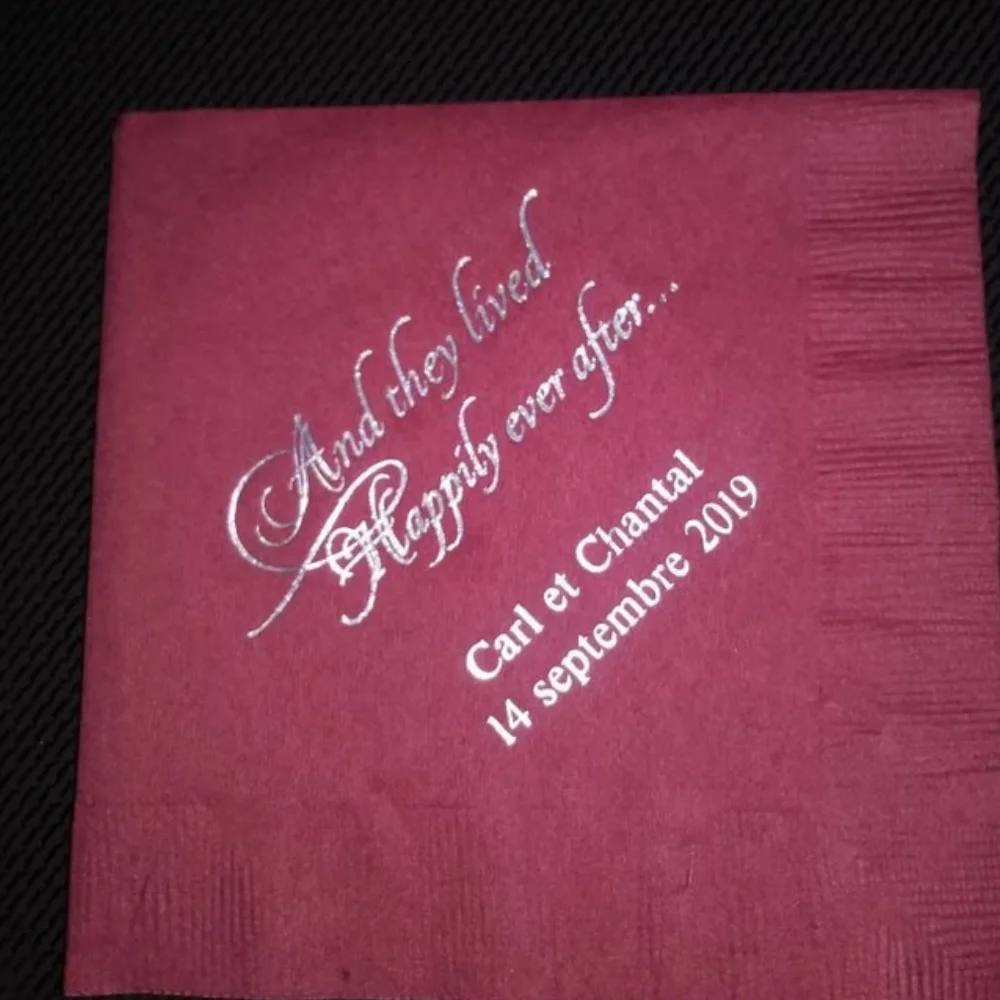 And they lived
Happily ever after...
Carl et Chantal
14 septembre 2019